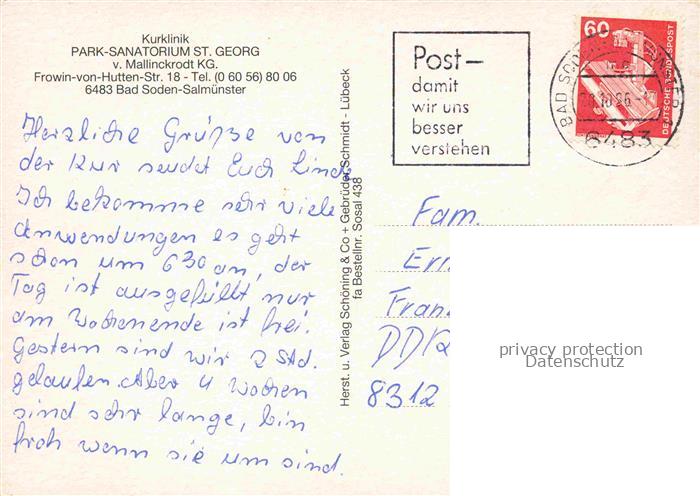 Kurklinik
PARK-SANATORIUM ST. GEORG
v. Mallinckrodt KG.
Frowin-von-Hutten-Str. 18 - Tel. (0 60 56) 80 06
6483 Bad Soden-Salmünster
Herzliche Grüße von
der Kur sendet Euch Linda
Ich bekomme sehr viele
Anwendungen es geht
schon um 6 30 an, der
Tag ist ausgefüllt nur
am Wochenende ist frei.
Gestern sind wir 2 Std.
gelaufen. Aber 4 Wochen
sind sehr lange, bin
froh wenn sie um sind.
Herst. u. Verlag Schöning & Co + Gebrüder Schmidt - Lübeck
fa Bestellnr. Sosal 438
Post-
damit
wir uns
besser
verstehen
60
DEUTSCHE BUNDESPOST
BAD SODEN
6483
Fam.
Fran
DDR
8312
privacy protection
Datenschutz